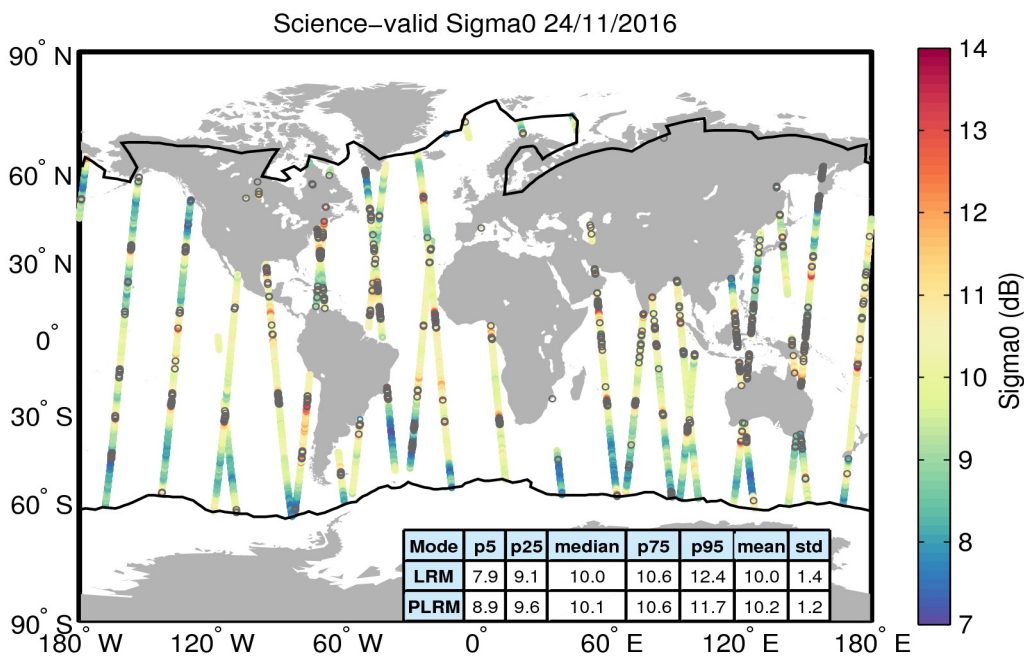 Science−valid Sigma0 24/11/2016
90° N
60° N
30° N
0°
30° S
60° S
90° S
180° W
120° W
60° W
0°
60° E
120° E
180° E
14
13
12
11
10
9
8
7
Sigma0 (dB)
Mode p5 p25 median p75 p95 mean std
LRM 7.9 9.1 10.0 10.6 12.4 10.0 1.4
PLRM 8.9 9.6 10.1 10.6 11.7 10.2 1.2